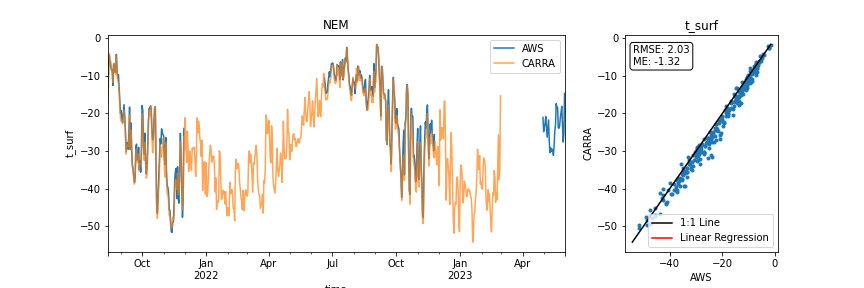 NEM
t_surf
AWS
CARRA
0
−10
−20
−30
−40
−50
t_surf
Oct
Jan
2022
Apr
Jul
Oct
Jan
2023
Apr
time
t_surf
RMSE: 2.03
ME: -1.32
0
−10
−20
−30
−40
−50
CARRA
1:1 Line
Linear Regression
−40
−20
0
AWS